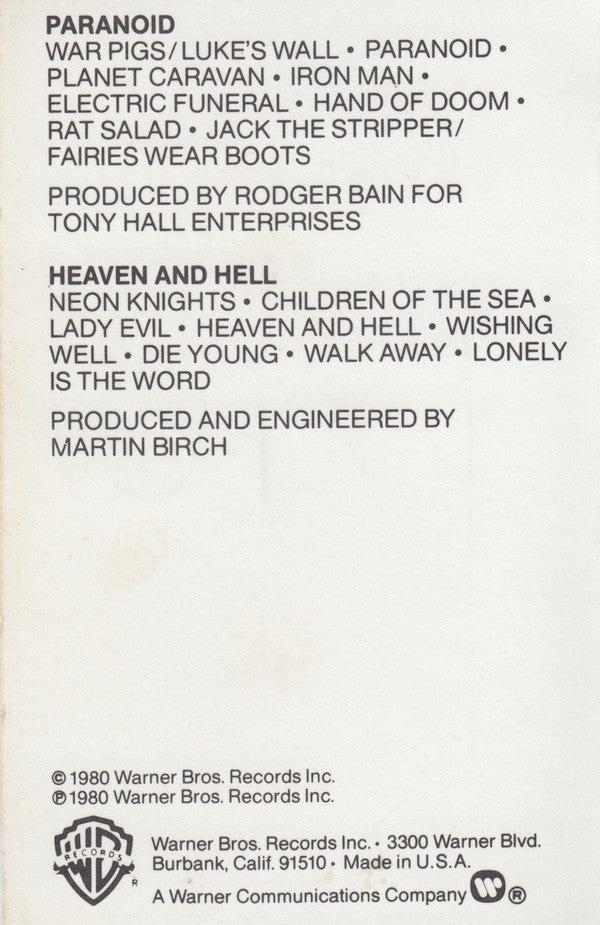 PARANOID
WAR PIGS/LUKE'S WALL • PARANOID •
PLANET CARAVAN • IRON MAN •
ELECTRIC FUNERAL • HAND OF DOOM •
RAT SALAD • JACK THE STRIPPER/
FAIRIES WEAR BOOTS
PRODUCED BY RODGER BAIN FOR
TONY HALL ENTERPRISES
HEAVEN AND HELL
NEON KNIGHTS • CHILDREN OF THE SEA •
LADY EVIL • HEAVEN AND HELL • WISHING
WELL • DIE YOUNG • WALK AWAY • LONELY
IS THE WORD
PRODUCED AND ENGINEERED BY
MARTIN BIRCH
© 1980 Warner Bros. Records Inc.
℗ 1980 Warner Bros. Records Inc.
WB RECORDS ®
Warner Bros. Records Inc. • 3300 Warner Blvd.
Burbank, Calif. 91510 • Made in U.S.A.
A Warner Communications Company ®